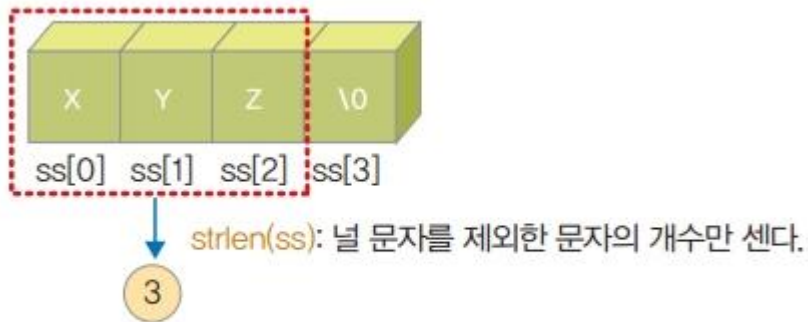 X Y Z \0
ss[0] ss[1] ss[2] ss[3]
strlen(ss): 널 문자를 제외한 문자의 개수만 센다.
3